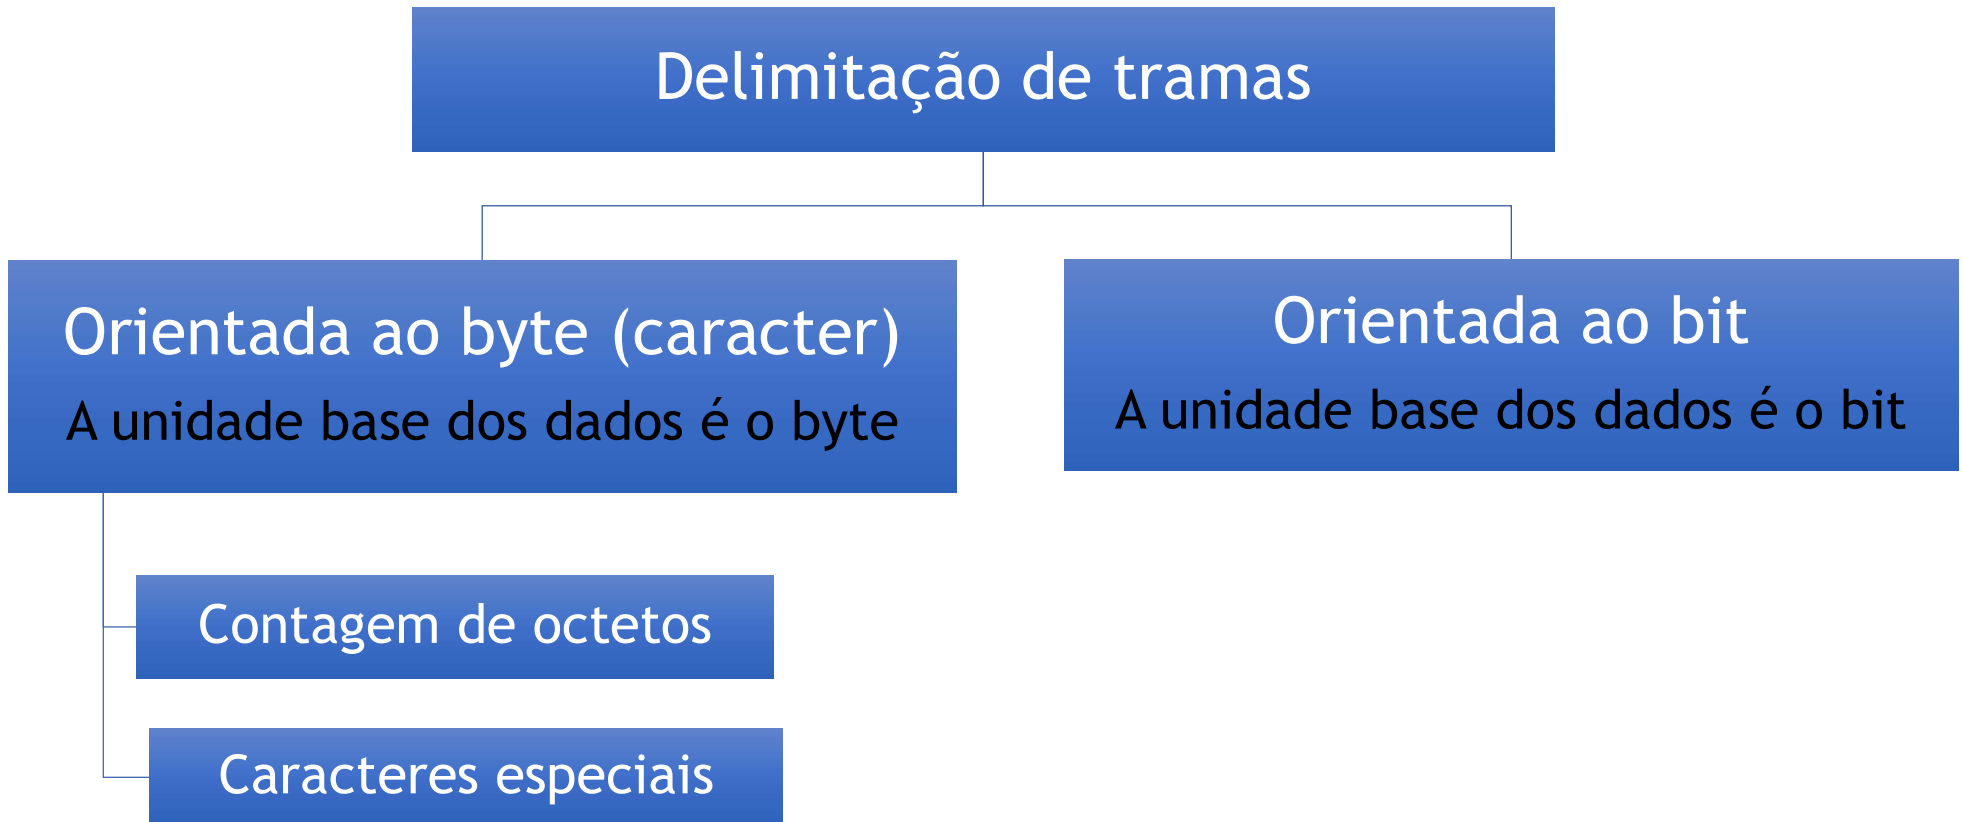 Delimitação de tramas
Orientada ao byte (caracter)
A unidade base dos dados é o byte
Orientada ao bit
A unidade base dos dados é o bit
Contagem de octetos
Caracteres especiais